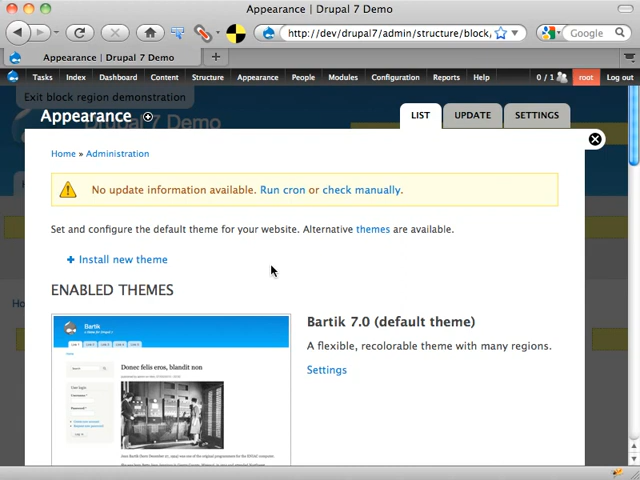 Appearance | Drupal 7 Demo
http://dev/drupal7/admin/structure/block,
Google
Appearance | Drupal 7 Demo
Tasks Index Dashboard Content Structure Appearance People Modules Configuration Reports Help 0 / 1 root Log out
Exit block region demonstration
Drupal 7 Demo
Appearance
LIST UPDATE SETTINGS
Home » Administration
No update information available. Run cron or check manually.
Set and configure the default theme for your website. Alternative themes are available.
+ Install new theme
ENABLED THEMES
Bartik
Donec felis eros, blandit non
Bartik 7.0 (default theme)
A flexible, recolorable theme with many regions.
Settings